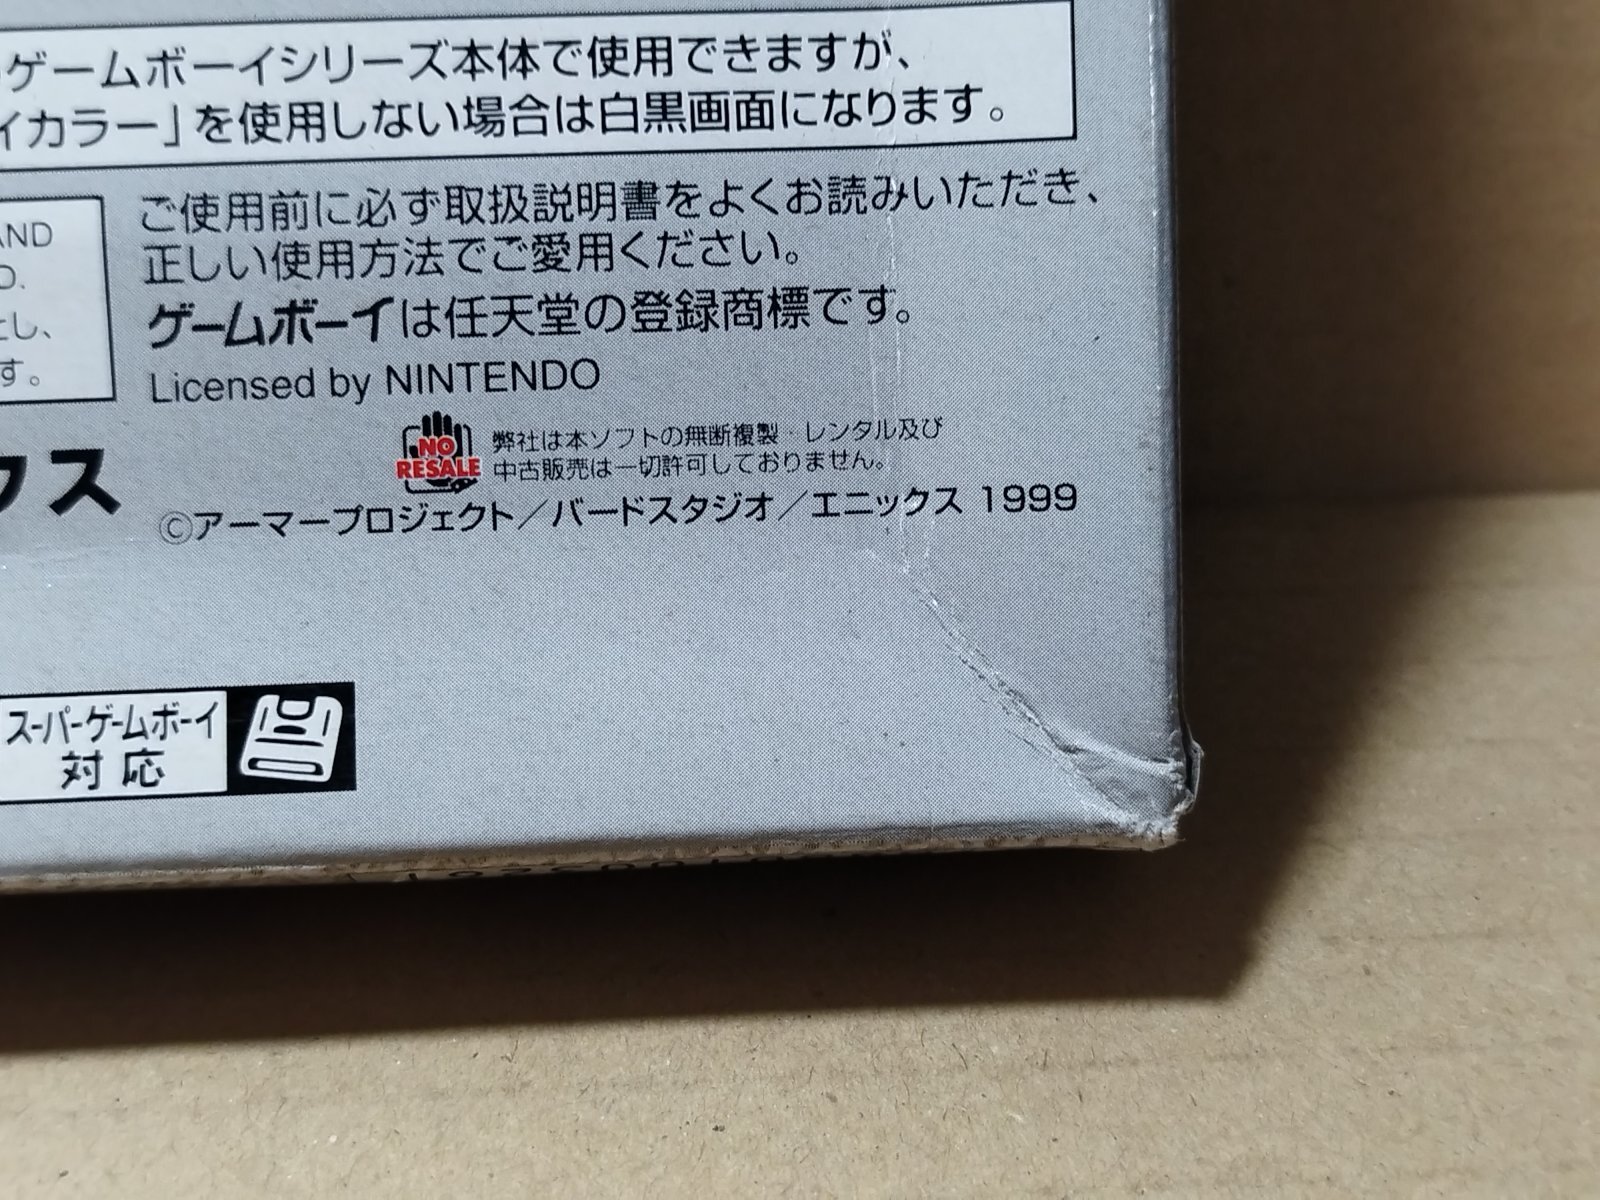 ゲームボーイシリーズ本体で使用できますが、
ィカラー」を使用しない場合は白黒画面になります。
AND
D.
とし、
す。
ご使用前に必ず取扱説明書をよくお読みいただき、
正しい使用方法でご愛用ください。
ゲームボーイは任天堂の登録商標です。
Licensed by NINTENDO
NO
RESALE
弊社は本ソフトの無断複製・レンタル及び
中古販売は一切許可しておりません。
クス
©アーマープロジェクト／バードスタジオ／エニックス 1999
スーパーゲームボーイ
対応